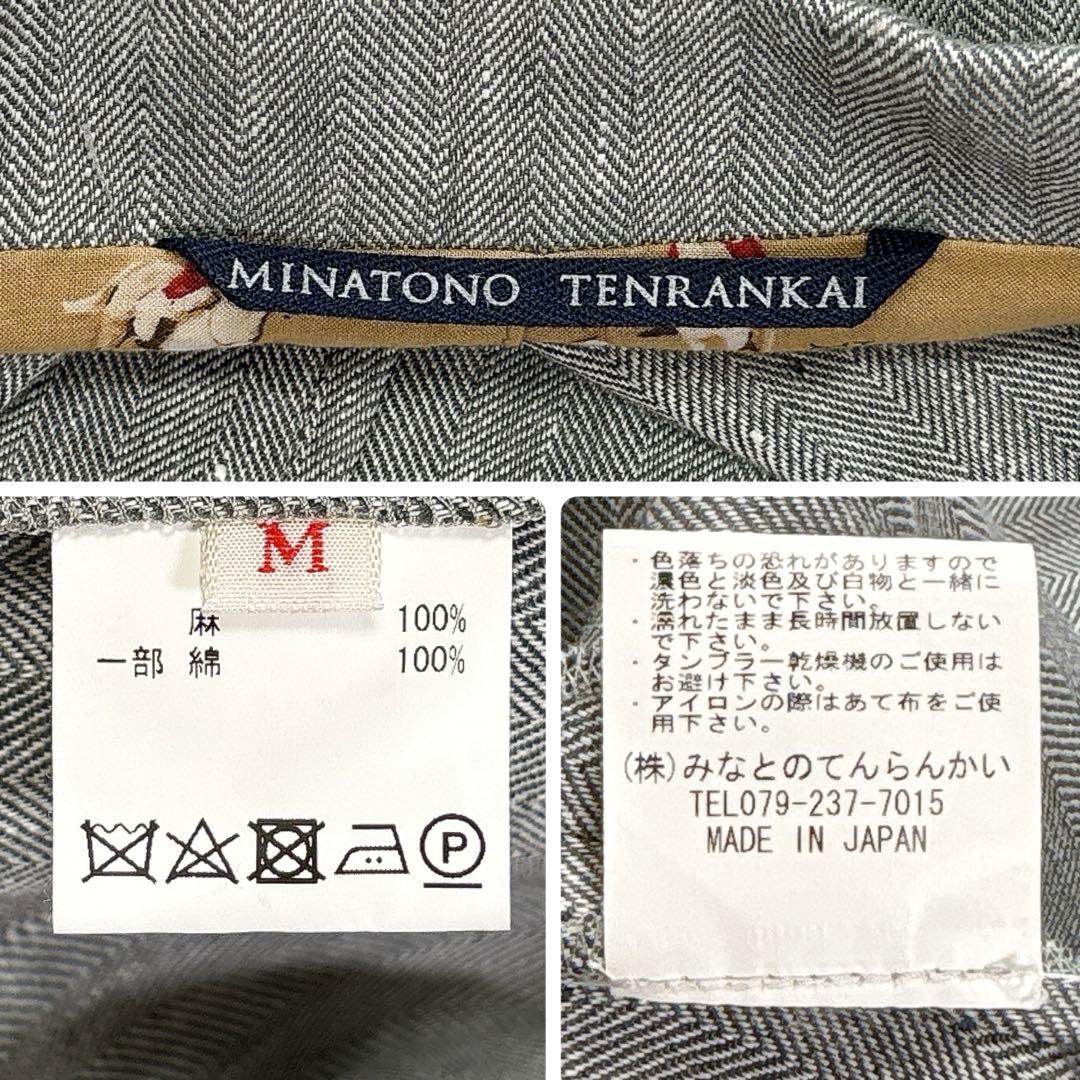 MINATONO TENRANKAI
M
麻 100%
一部 綿 100%
P
・色落ちの恐れがありますので
濃色と淡色及び白物と一緒に
洗わないで下さい。
・濡れたまま長時間放置しない
で下さい。
・タンブラー乾燥機のご使用は
お避け下さい。
・アイロンの際はあて布をご使
用下さい。
(株)みなとのてんらんかい
TEL079-237-7015
MADE IN JAPAN